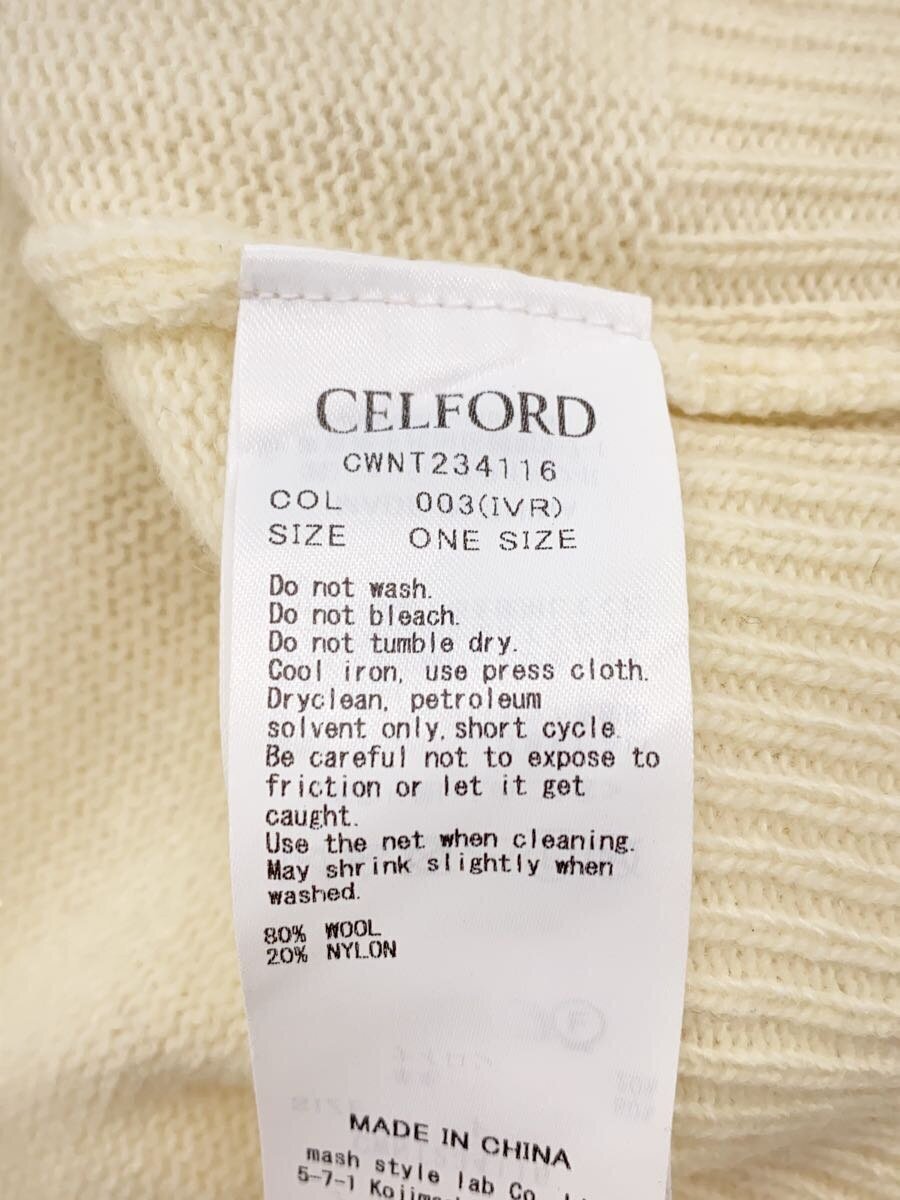 CELFORD
CWNT234116
COL 003(IVR)
SIZE ONE SIZE
Do not wash.
Do not bleach.
Do not tumble dry.
Cool iron, use press cloth.
Dryclean, petroleum
solvent only, short cycle.
Be careful not to expose to
friction or let it get
caught.
Use the net when cleaning.
May shrink slightly when
washed.
80% WOOL
20% NYLON
MADE IN CHINA
mash style lab Co.
5-7-1